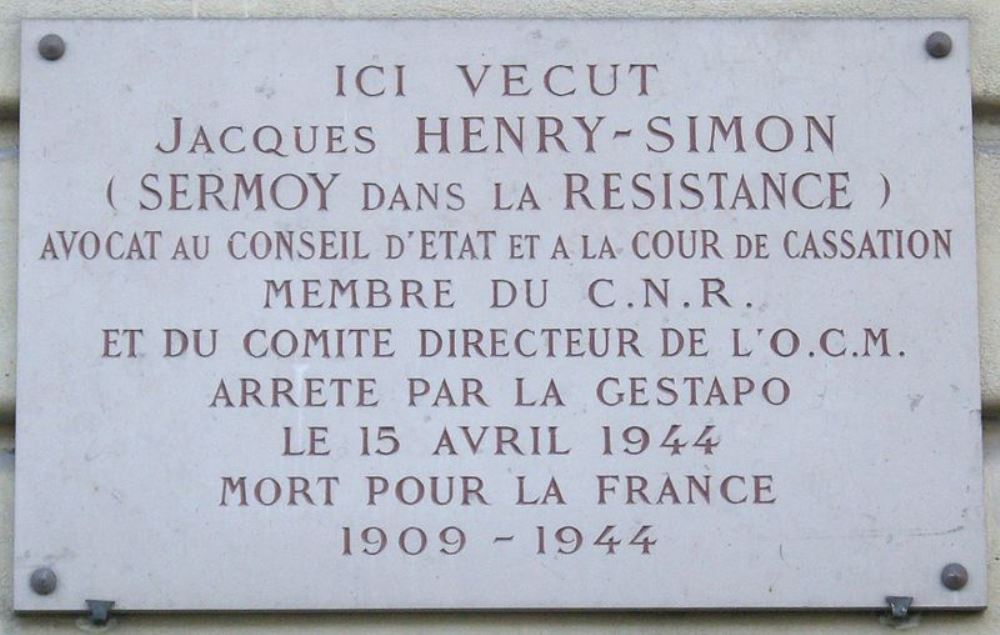 ICI VECUT
JACQUES HENRY-SIMON
( SERMOY DANS LA RESISTANCE )
AVOCAT AU CONSEIL D'ETAT ET A LA COUR DE CASSATION
MEMBRE DU C.N.R.
ET DU COMITE DIRECTEUR DE L'O.C.M.
ARRETE PAR LA GESTAPO
LE 15 AVRIL 1944
MORT POUR LA FRANCE
1909 - 1944